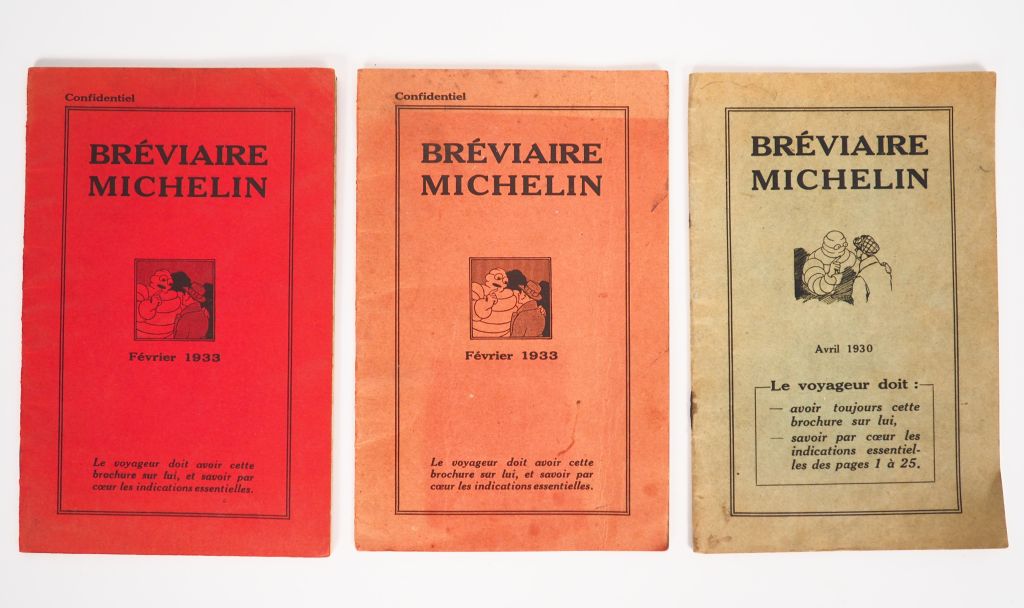 Confidentiel
BRÉVIAIRE
MICHELIN
Février 1933
Le voyageur doit avoir cette
brochure sur lui, et savoir par
cœur les indications essentielles.
Confidentiel
BRÉVIAIRE
MICHELIN
Février 1933
Le voyageur doit avoir cette
brochure sur lui, et savoir par
cœur les indications essentielles.
BRÉVIAIRE
MICHELIN
Avril 1930
Le voyageur doit :
— avoir toujours cette
brochure sur lui,
— savoir par cœur les
indications essentiel-
les des pages 1 à 25.